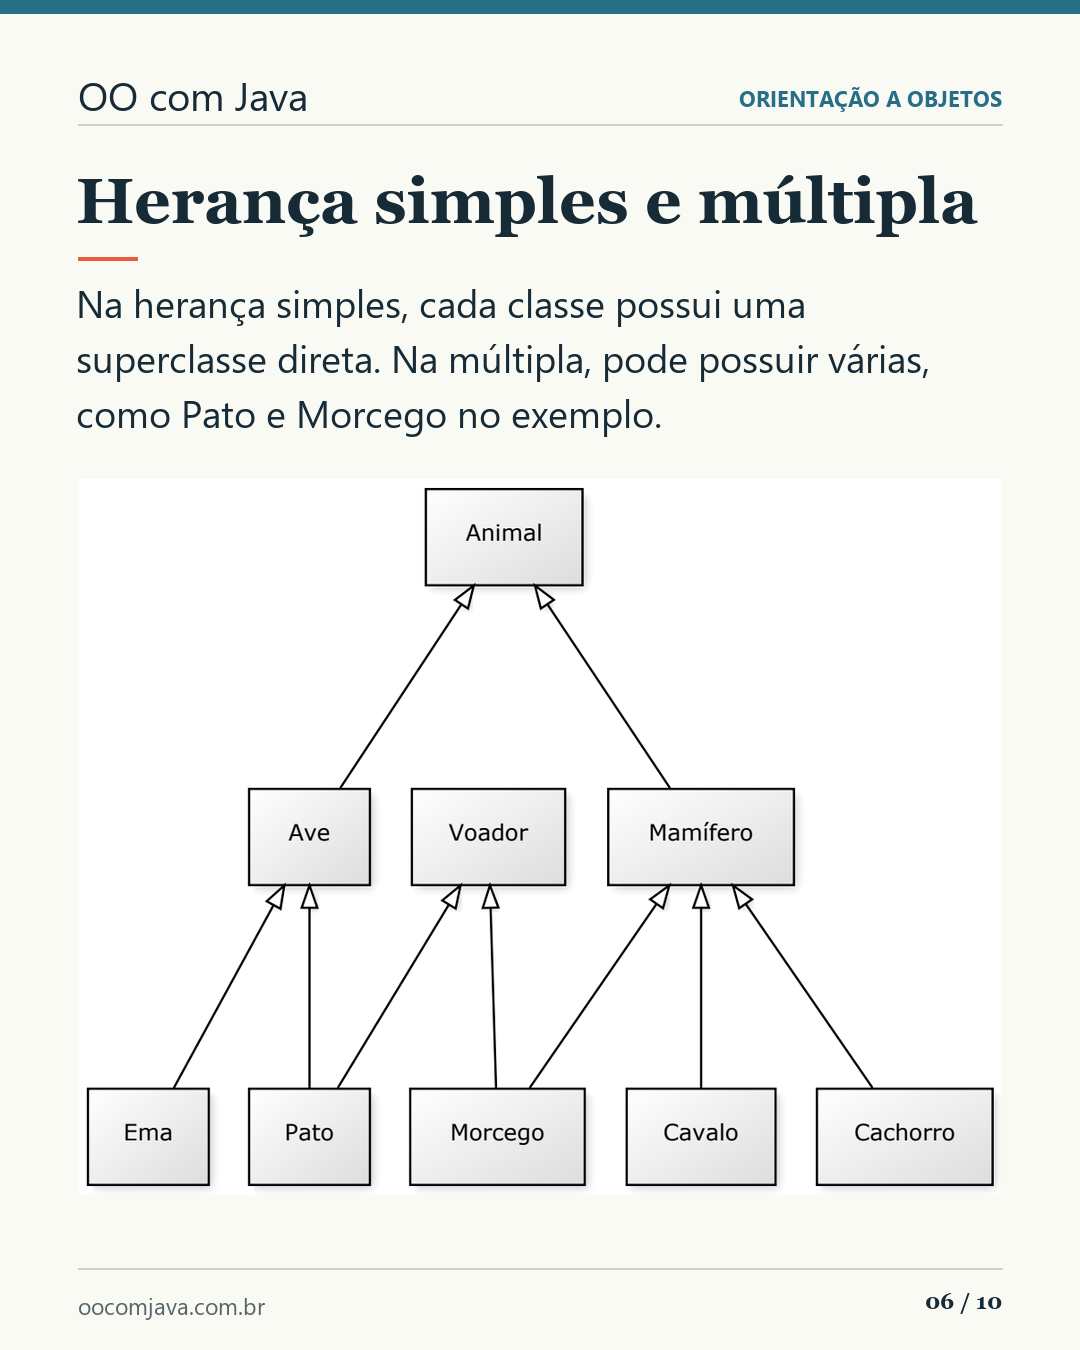 OO com Java
ORIENTAÇÃO A OBJETOS
Herança simples e múltipla
Na herança simples, cada classe possui uma
superclasse direta. Na múltipla, pode possuir várias,
como Pato e Morcego no exemplo.
Animal
Ave
Voador
Mamífero
Ema
Pato
Morcego
Cavalo
Cachorro
oocomjava.com.br
06 / 10